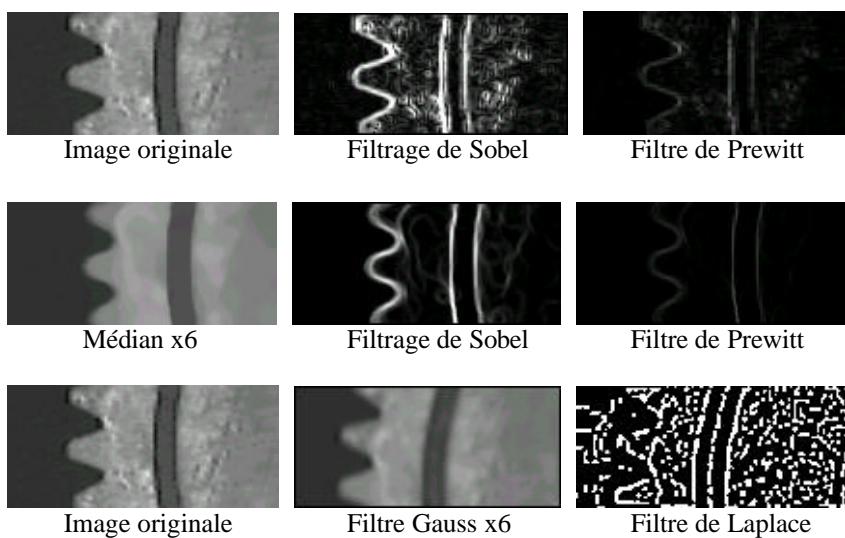 Image originale
Filtrage de Sobel
Filtre de Prewitt
Médian x6
Filtrage de Sobel
Filtre de Prewitt
Image originale
Filtre Gauss x6
Filtre de Laplace